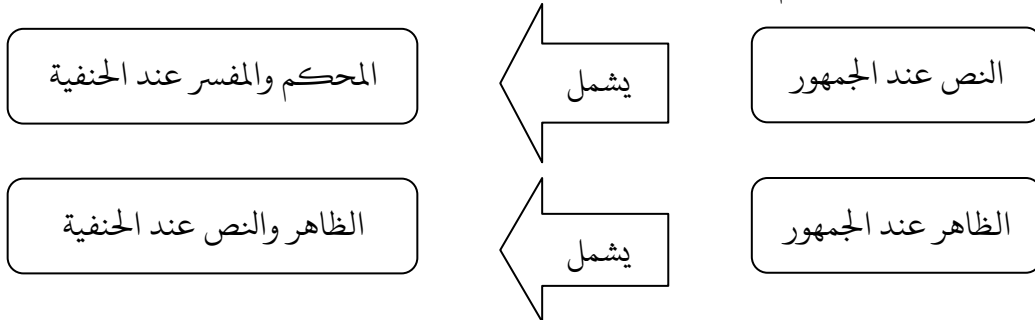 النص عند الجمهور
يشمل
المحكم والمفسر عند الحنفية
الظاهر عند الجمهور
يشمل
الظاهر والنص عند الحنفية